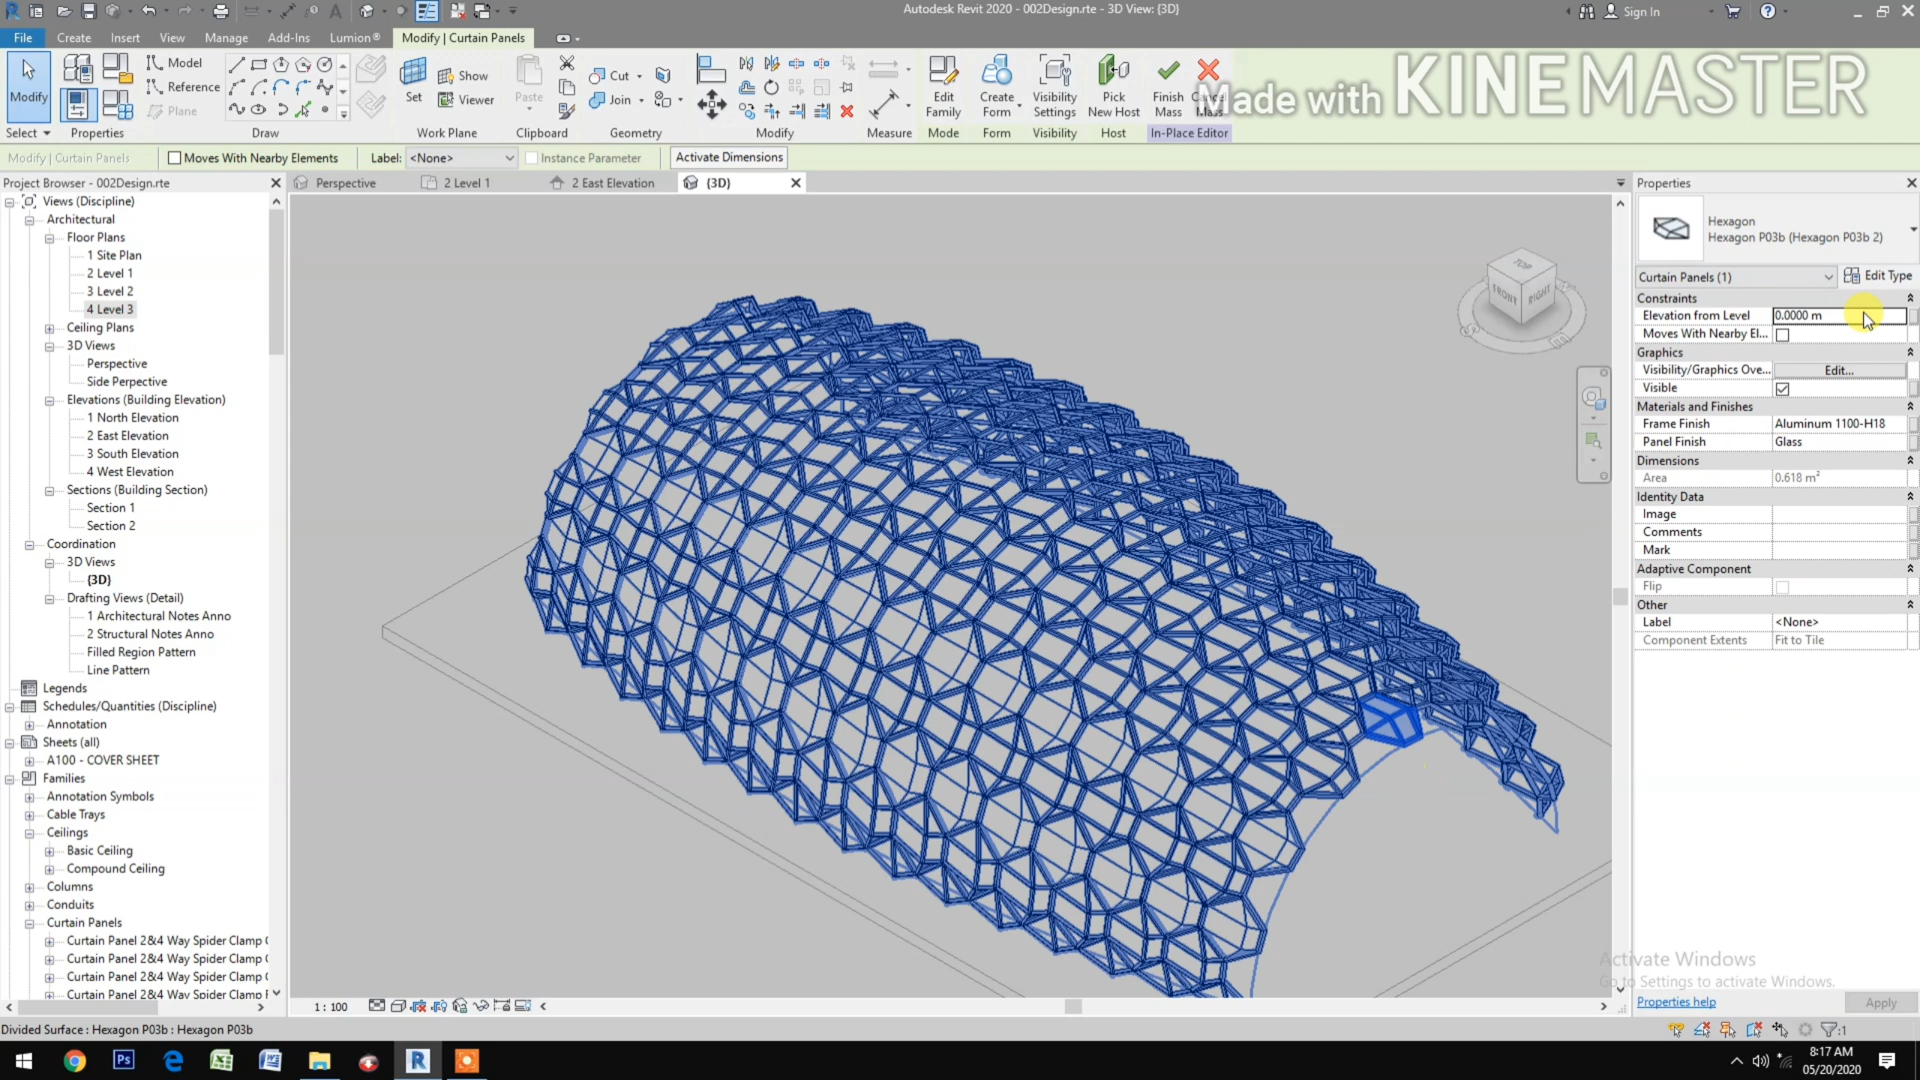 Autodesk Revit 2020 - 002Design.rte - 3D View: {3D}
Sign In
File Create Insert View Manage Add-Ins Lumion® Modify | Curtain Panels
Modify
Model
Reference
Plane
Set
Show
Viewer
Paste
Cut
Join
Edit Family
Create Form
Visibility Settings
Pick New Host
Finish Mass
Cancel Mass
Made with KINEMASTER
Select Properties Draw Work Plane Clipboard Geometry Modify Measure Mode Form Visibility Host In-Place Editor
Modify | Curtain Panels Moves With Nearby Elements Label: <None> Instance Parameter Activate Dimensions
Project Browser - 002Design.rte
Perspective 2 Level 1 2 East Elevation {3D}
Views (Discipline)
Architectural
Floor Plans
1 Site Plan
2 Level 1
3 Level 2
4 Level 3
Ceiling Plans
3D Views
Perspective
Side Perpective
Elevations (Building Elevation)
1 North Elevation
2 East Elevation
3 South Elevation
4 West Elevation
Sections (Building Section)
Section 1
Section 2
Coordination
3D Views
{3D}
Drafting Views (Detail)
1 Architectural Notes Anno
2 Structural Notes Anno
Filled Region Pattern
Line Pattern
Legends
Schedules/Quantities (Discipline)
Annotation
Sheets (all)
A100 - COVER SHEET
Families
Annotation Symbols
Cable Trays
Ceilings
Basic Ceiling
Compound Ceiling
Columns
Conduits
Curtain Panels
Curtain Panel 2&4 Way Spider Clamp
Curtain Panel 2&4 Way Spider Clamp
Curtain Panel 2&4 Way Spider Clamp
Curtain Panel 2&4 Way Spider Clamp
TOP
FRONT
RIGHT
Properties
Hexagon
Hexagon P03b (Hexagon P03b 2)
Curtain Panels (1) Edit Type
Constraints
Elevation from Level 0.0000 m
Moves With Nearby El...
Graphics
Visibility/Graphics Ove... Edit...
Visible
Materials and Finishes
Frame Finish Aluminum 1100-H18
Panel Finish Glass
Dimensions
Area 0.618 m²
Identity Data
Image
Comments
Mark
Adaptive Component
Flip
Other
Label <None>
Component Extents Fit to Tile
Activate Windows
Go to Settings to activate Windows.
Properties help Apply
1 : 100
Divided Surface : Hexagon P03b : Hexagon P03b
:1
8:17 AM
05/20/2020